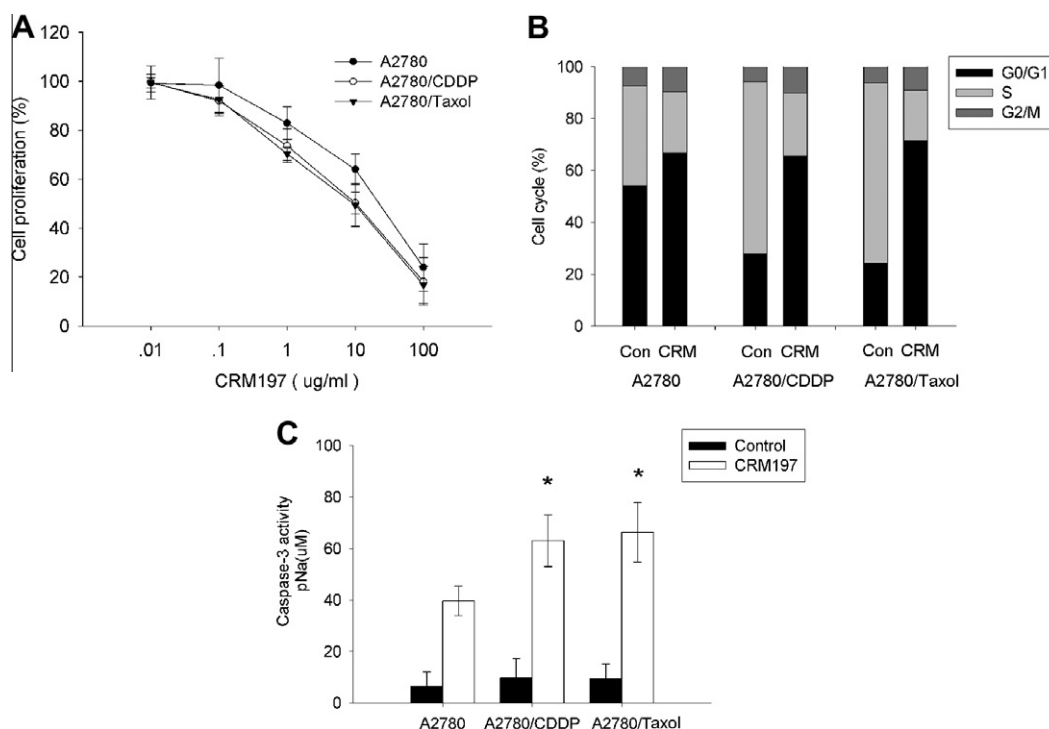 A
120
100
80
60
40
20
0
Cell proliferation (%)
A2780
A2780/CDDP
A2780/Taxol
.01 .1 1 10 100
CRM197 ( ug/ml )
B
100
80
60
40
20
0
Cell cycle (%)
G0/G1
S
G2/M
Con CRM Con CRM Con CRM
A2780 A2780/CDDP A2780/Taxol
C
100
80
60
40
20
0
Caspase-3 activity
pNa(uM)
Control
CRM197
* *
A2780 A2780/CDDP A2780/Taxol